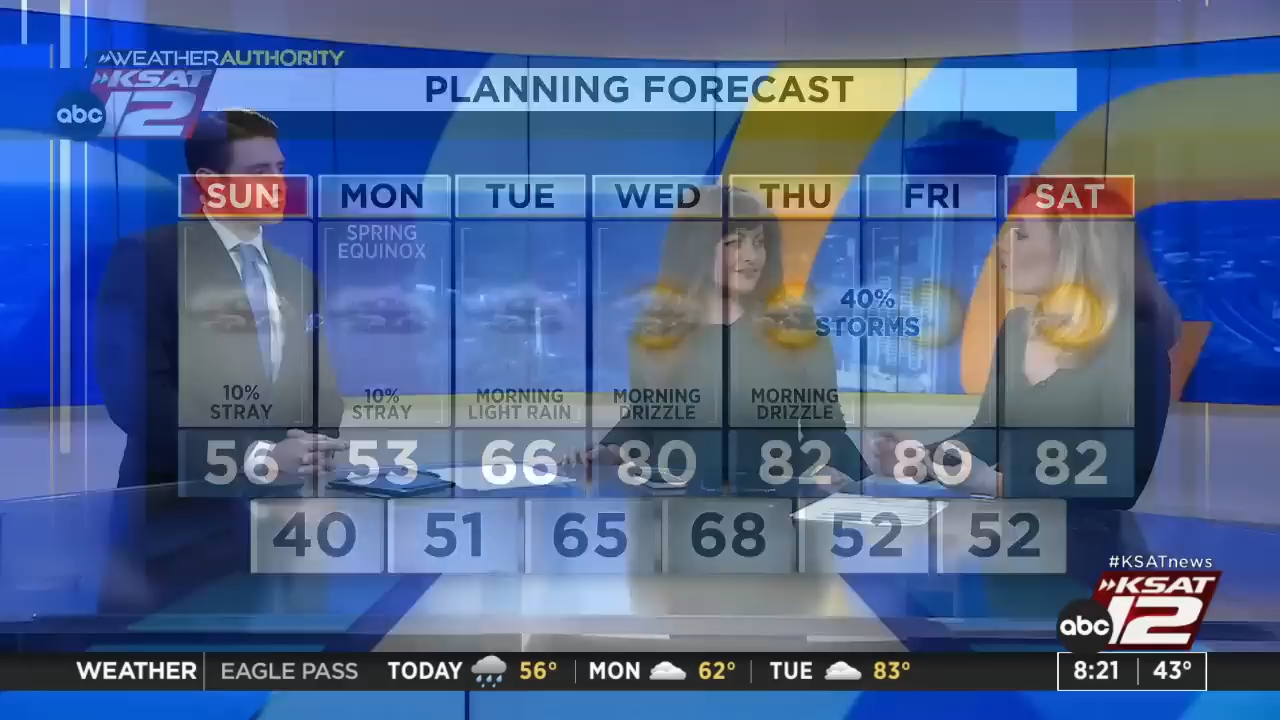 WEATHERAUTHORITY
KSAT
abc 12
PLANNING FORECAST
SUN MON TUE WED THU FRI SAT
SPRING
EQUINOX
40%
STORMS
10%
STRAY
10%
STRAY
MORNING
LIGHT RAIN
MORNING
DRIZZLE
MORNING
DRIZZLE
56 53 66 80 82 80 82
40 51 65 68 52 52
#KSATnews
KSAT
abc 12
WEATHER EAGLE PASS TODAY 56° MON 62° TUE 83° 8:21 43°